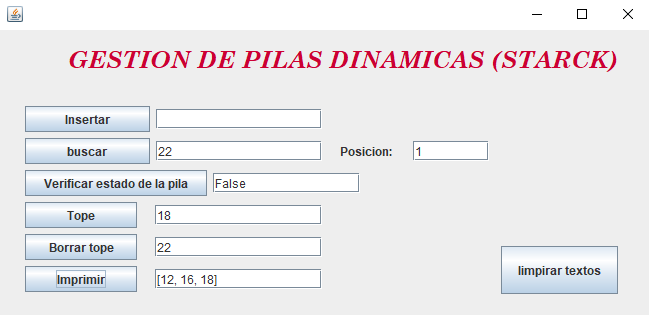 GESTION DE PILAS DINAMICAS (STARCK)
Insertar
buscar 22 Posicion: 1
Verificar estado de la pila False
Tope 18
Borrar tope 22
limpirar textos
Imprimir [12, 16, 18]